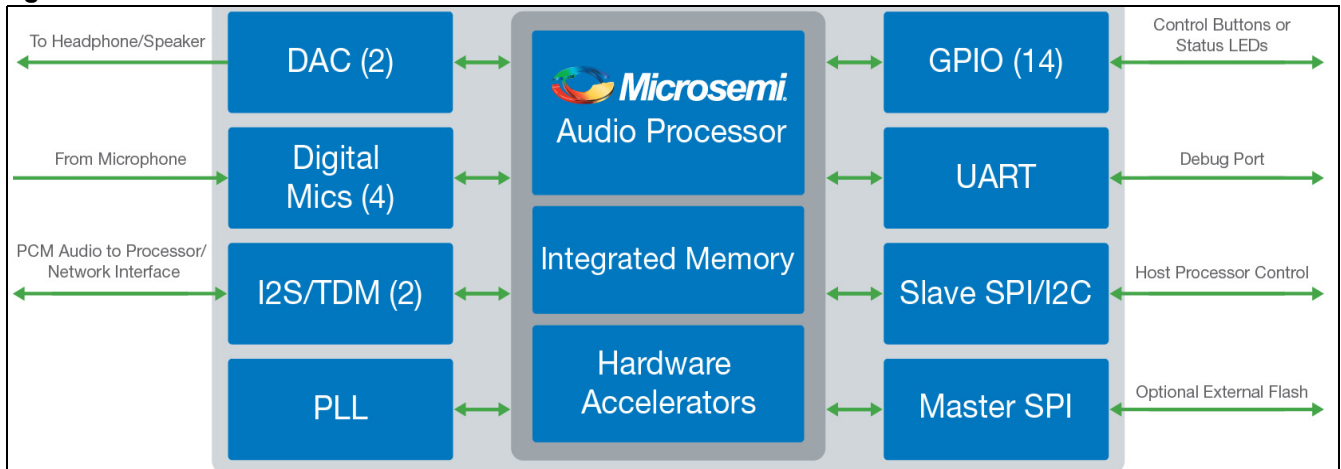 To Headphone/Speaker
DAC (2)
From Microphone
Digital
Mics (4)
PCM Audio to Processor/
Network Interface
I2S/TDM (2)
PLL
Microsemi.
Audio Processor
Integrated Memory
Hardware
Accelerators
GPIO (14)
Control Buttons or
Status LEDs
UART
Debug Port
Slave SPI/I2C
Host Processor Control
Master SPI
Optional External Flash